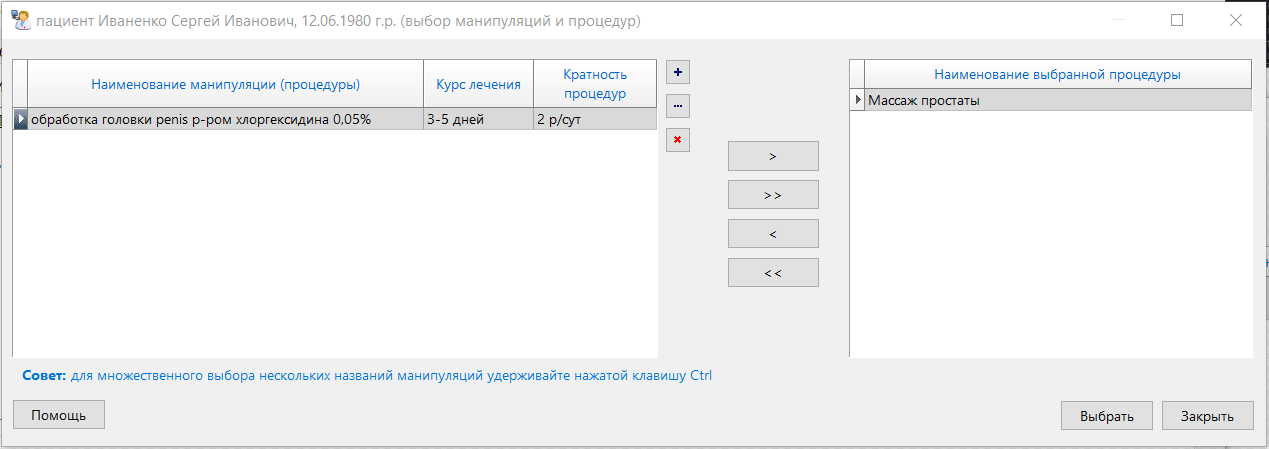 пациент Иваненко Сергей Иванович, 12.06.1980 г.р. (выбор манипуляций и процедур)
Наименование манипуляции (процедуры) Курс лечения Кратность процедур
обработка головки penis р-ром хлоргексидина 0,05% 3-5 дней 2 р/сут
Наименование выбранной процедуры
Массаж простаты
>
>>
<
<<
Совет: для множественного выбора нескольких названий манипуляций удерживайте нажатой клавишу Ctrl
Помощь
Выбрать Закрыть